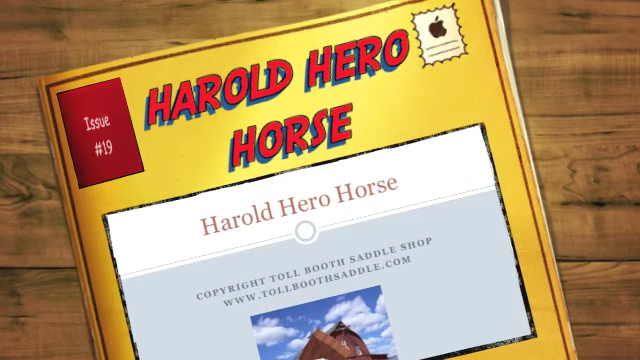 Issue
#19
HAROLD HERO
HORSE
Harold Hero Horse
COPYRIGHT TOLL BOOTH SADDLE SHOP
WWW.TOLLBOOTHSADDLE.COM